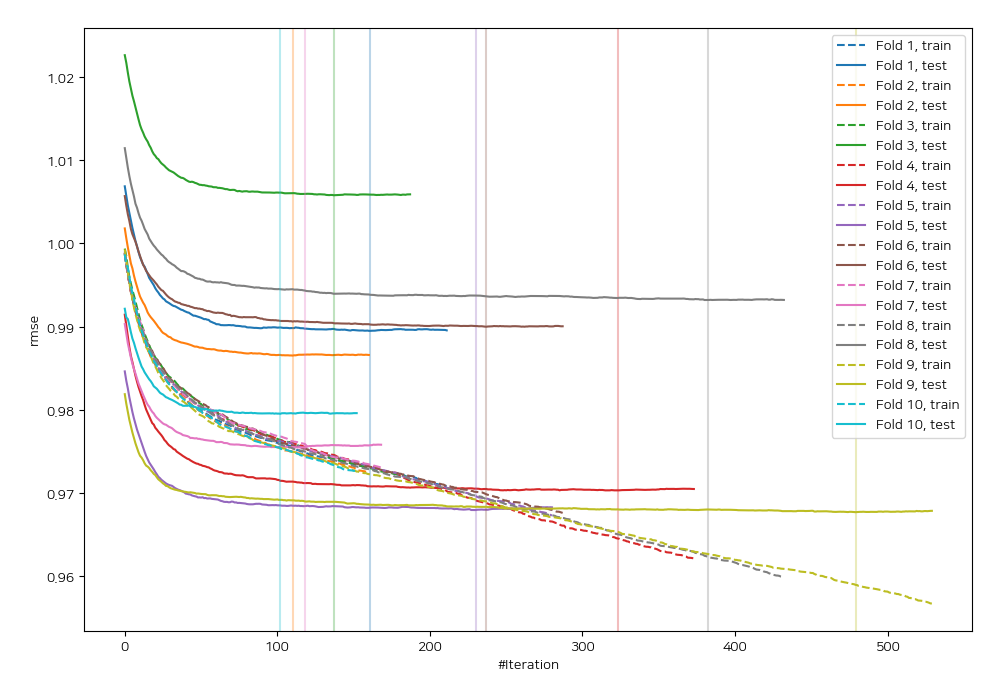 1,02
1,01
1,00
0,99
0,98
0,97
0,96
rmse
0
100
200
300
400
500
#Iteration
Fold 1, train
Fold 1, test
Fold 2, train
Fold 2, test
Fold 3, train
Fold 3, test
Fold 4, train
Fold 4, test
Fold 5, train
Fold 5, test
Fold 6, train
Fold 6, test
Fold 7, train
Fold 7, test
Fold 8, train
Fold 8, test
Fold 9, train
Fold 9, test
Fold 10, train
Fold 10, test